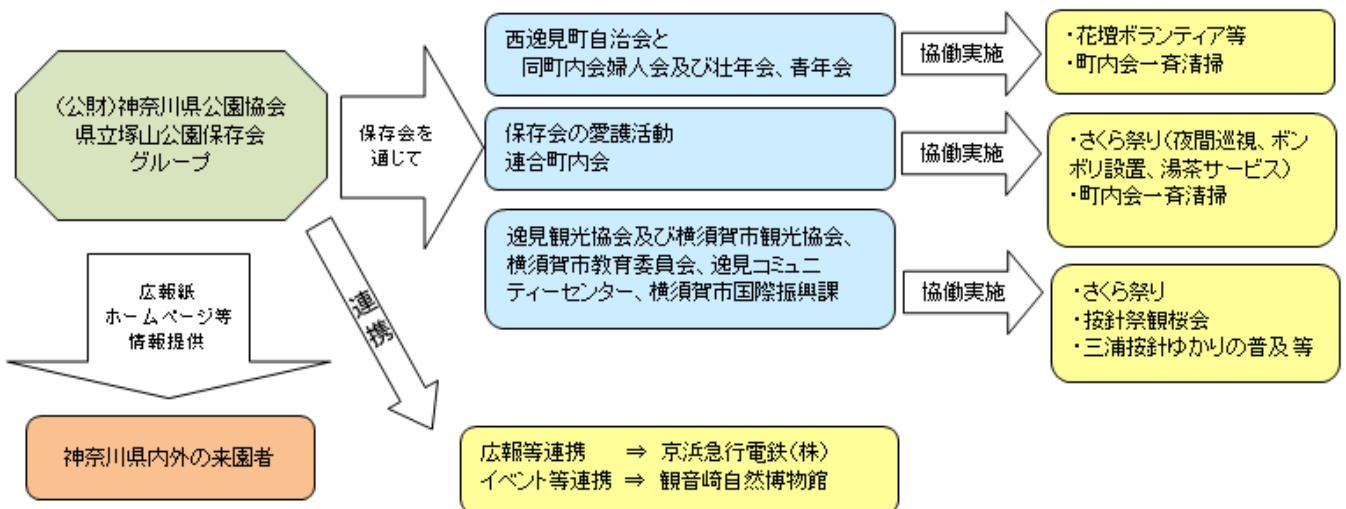 (公財)神奈川県公園協会
県立塚山公園保存会
グループ
保存会を
通じて
西逸見町自治会と
同町内会婦人会及び壮年会、青年会
協働実施
・花壇ボランティア等
・町内会一斉清掃
保存会の愛護活動
連合町内会
協働実施
・さくら祭り(夜間巡視、ボン
ボリ設置、湯茶サービス)
・町内会一斉清掃
逸見観光協会及び横須賀市観光協会、
横須賀市教育委員会、逸見コミュニ
ティーセンター、横須賀市国際振興課
協働実施
・さくら祭り
・按針祭観桜会
・三浦按針ゆかりの普及等
広報紙
ホームページ等
情報提供
連携
神奈川県内外の来園者
広報等連携 ⇒ 京浜急行電鉄(株)
イベント等連携 ⇒ 観音崎自然博物館